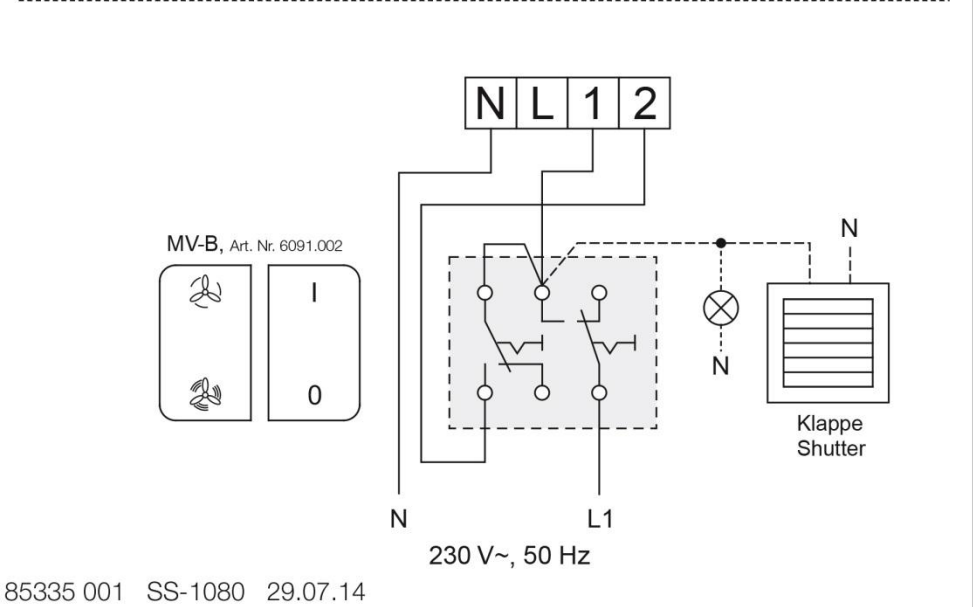 N L 1 2
MV-B, Art. Nr. 6091.002
N
I
0
N
Klappe
Shutter
N
L1
230 V~, 50 Hz
85335 001 SS-1080 29.07.14